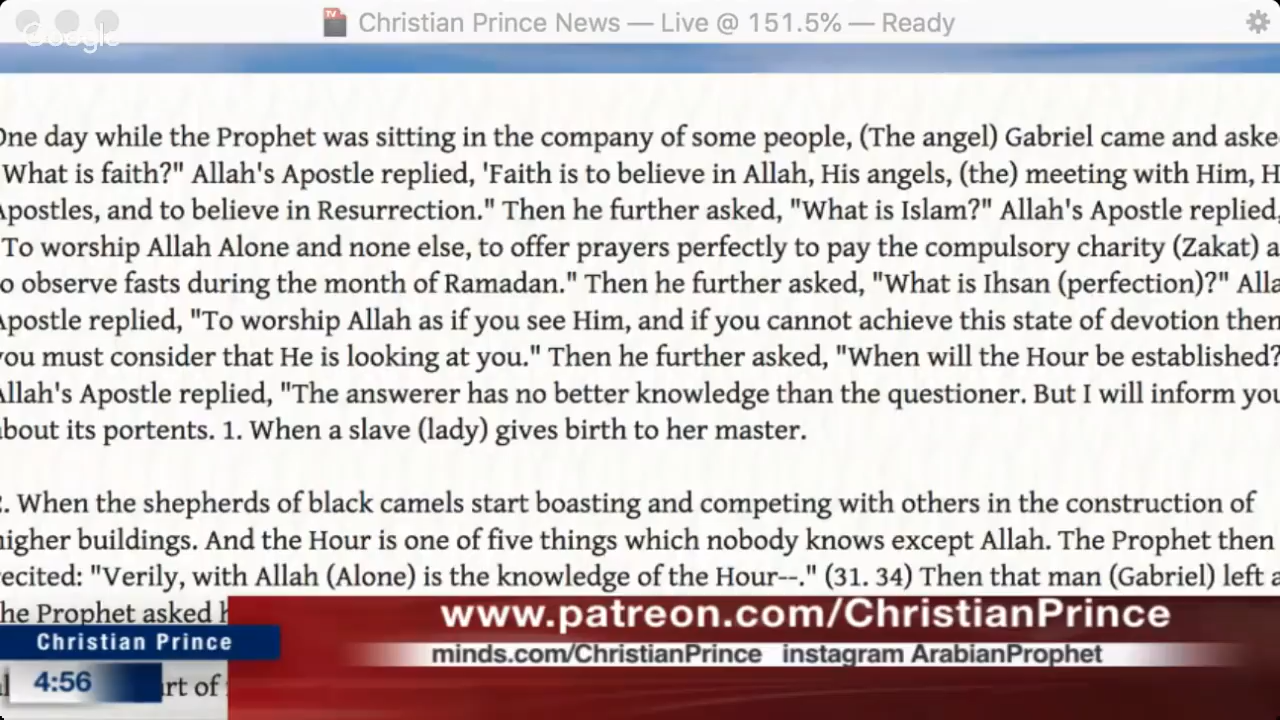 Christian Prince News — Live @ 151.5% — Ready
Google
One day while the Prophet was sitting in the company of some people, (The angel) Gabriel came and aske
What is faith?" Allah's Apostle replied, 'Faith is to believe in Allah, His angels, (the) meeting with Him, H
Apostles, and to believe in Resurrection." Then he further asked, "What is Islam?" Allah's Apostle replied,
To worship Allah Alone and none else, to offer prayers perfectly to pay the compulsory charity (Zakat) a
o observe fasts during the month of Ramadan." Then he further asked, "What is Ihsan (perfection)?" Alla
Apostle replied, "To worship Allah as if you see Him, and if you cannot achieve this state of devotion then
you must consider that He is looking at you." Then he further asked, "When will the Hour be established?
Allah's Apostle replied, "The answerer has no better knowledge than the questioner. But I will inform you
about its portents. 1. When a slave (lady) gives birth to her master.
2. When the shepherds of black camels start boasting and competing with others in the construction of
higher buildings. And the Hour is one of five things which nobody knows except Allah. The Prophet then
recited: "Verily, with Allah (Alone) is the knowledge of the Hour--." (31. 34) Then that man (Gabriel) left a
the Prophet asked h
www.patreon.com/ChristianPrince
Christian Prince
minds.com/ChristianPrince instagram ArabianProphet
4:56
rt of